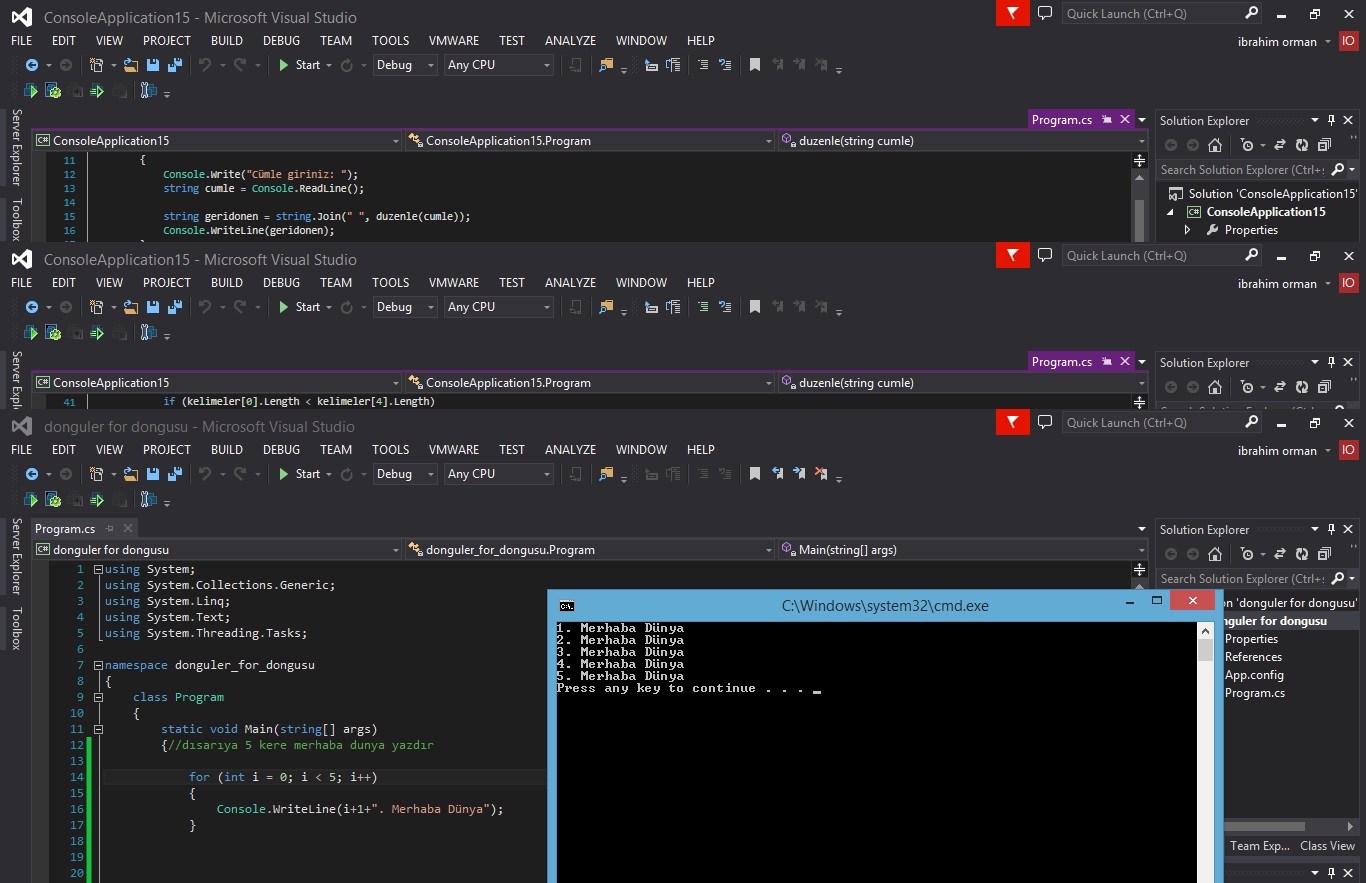 ConsoleApplication15 - Microsoft Visual Studio
Quick Launch (Ctrl+Q)
FILE EDIT VIEW PROJECT BUILD DEBUG TEAM TOOLS VMWARE TEST ANALYZE WINDOW HELP
ibrahim orman IO
Start Debug Any CPU
Server Explorer
Toolbox
Program.cs
Solution Explorer
ConsoleApplication15 ConsoleApplication15.Program duzenle(string cumle)
Search Solution Explorer (Ctrl+;
Solution 'ConsoleApplication15'
ConsoleApplication15
Properties
11 {
12 Console.Write("Cümle giriniz: ");
13 string cumle = Console.ReadLine();
14
15 string geridonen = string.Join(" ", duzenle(cumle));
16 Console.WriteLine(geridonen);
ConsoleApplication15 - Microsoft Visual Studio
Quick Launch (Ctrl+Q)
FILE EDIT VIEW PROJECT BUILD DEBUG TEAM TOOLS VMWARE TEST ANALYZE WINDOW HELP
ibrahim orman IO
Start Debug Any CPU
Server Expl
Program.cs
Solution Explorer
ConsoleApplication15 ConsoleApplication15.Program duzenle(string cumle)
41 if (kelimeler[0].Length < kelimeler[4].Length)
donguler for dongusu - Microsoft Visual Studio
Quick Launch (Ctrl+Q)
FILE EDIT VIEW PROJECT BUILD DEBUG TEAM TOOLS VMWARE TEST ANALYZE WINDOW HELP
ibrahim orman IO
Start Debug Any CPU
Server Explorer
Toolbox
Program.cs
Solution Explorer
donguler for dongusu donguler_for_dongusu.Program Main(string[] args)
Search Solution Explorer (Ctrl+;
n 'donguler for dongusu'
nguler for dongusu
Properties
References
App.config
Program.cs
Team Exp... Class View
1 using System;
2 using System.Collections.Generic;
3 using System.Linq;
4 using System.Text;
5 using System.Threading.Tasks;
6
7 namespace donguler_for_dongusu
8 {
9 class Program
10 {
11 static void Main(string[] args)
12 {//dısarıya 5 kere merhaba dunya yazdır
13
14 for (int i = 0; i < 5; i++)
15 {
16 Console.WriteLine(i+1+". Merhaba Dünya");
17 }
18
19
20
C:\Windows\system32\cmd.exe
1. Merhaba Dünya
2. Merhaba Dünya
3. Merhaba Dünya
4. Merhaba Dünya
5. Merhaba Dünya
Press any key to continue . . . _